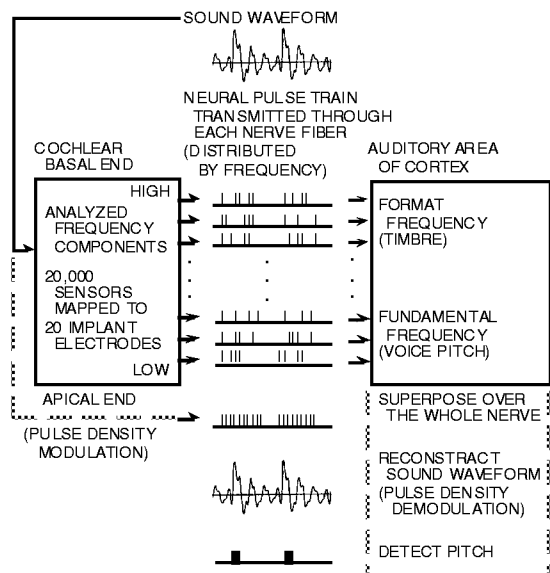 SOUND WAVEFORM
NEURAL PULSE TRAIN
TRANSMITTED THROUGH
EACH NERVE FIBER
(DISTRIBUTED
BY FREQUENCY)
COCHLEAR
BASAL END
AUDITORY AREA
OF CORTEX
HIGH
ANALYZED
FREQUENCY
COMPONENTS
20,000
SENSORS
MAPPED TO
20 IMPLANT
ELECTRODES
LOW
FORMAT
FREQUENCY
(TIMBRE)
FUNDAMENTAL
FREQUENCY
(VOICE PITCH)
APICAL END
(PULSE DENSITY
MODULATION)
SUPERPOSE OVER
THE WHOLE NERVE
RECONSTRACT
SOUND WAVEFORM
(PULSE DENSITY
DEMODULATION)
DETECT PITCH